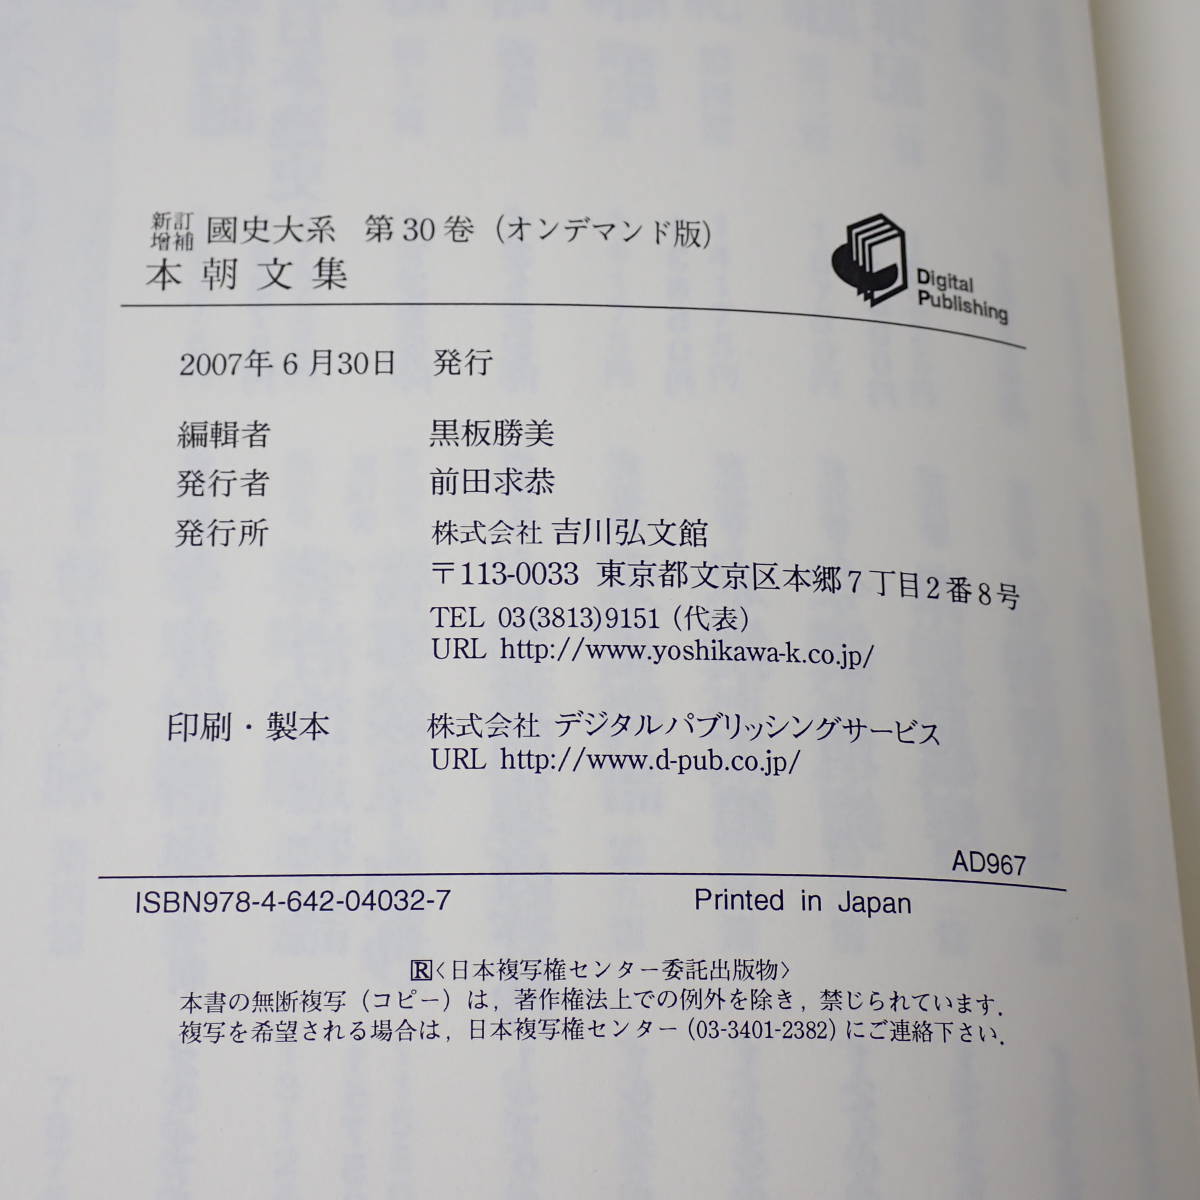 新訂
増補 國史大系 第30巻（オンデマンド版）
本朝文集
Digital
Publishing
2007年6月30日 発行
編輯者 黒板勝美
発行者 前田求恭
発行所 株式会社 吉川弘文館
〒113-0033 東京都文京区本郷7丁目2番8号
TEL 03(3813)9151（代表）
URL http://www.yoshikawa-k.co.jp/
印刷・製本 株式会社 デジタルパブリッシングサービス
URL http://www.d-pub.co.jp/
AD967
ISBN978-4-642-04032-7 Printed in Japan
R〈日本複写権センター委託出版物〉
本書の無断複写（コピー）は，著作権法上での例外を除き，禁じられています．
複写を希望される場合は，日本複写権センター（03-3401-2382）にご連絡下さい．